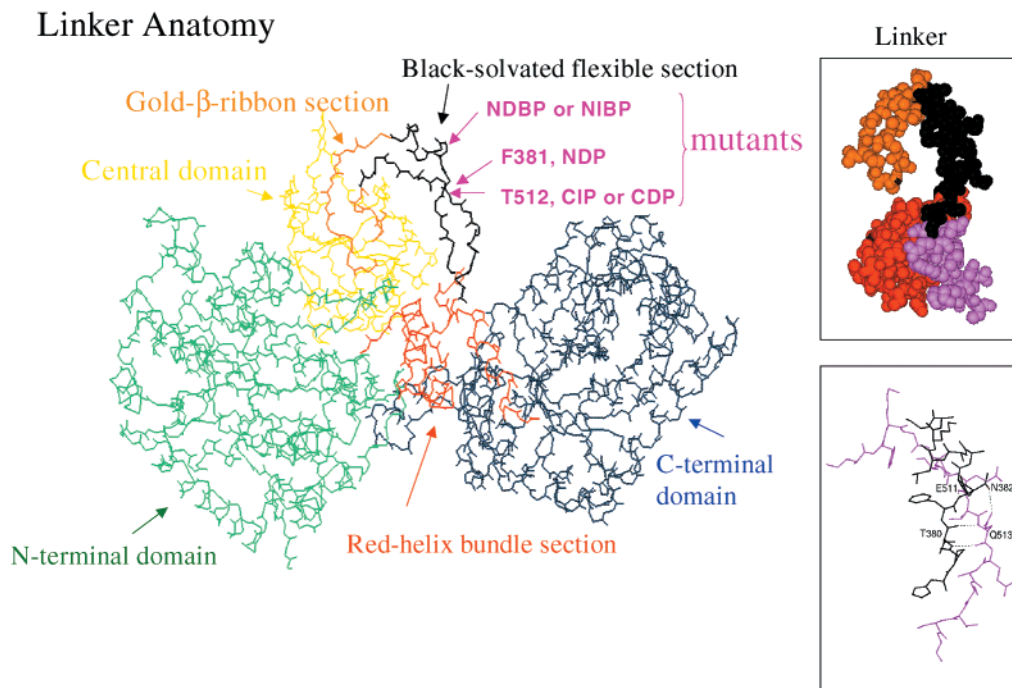 Linker Anatomy
Linker
Black-solvated flexible section
Gold-β-ribbon section
NDBP or NIBP
mutants
F381, NDP
Central domain
T512, CIP or CDP
E511
N382
T380
Q513
C-terminal
domain
N-terminal domain
Red-helix bundle section